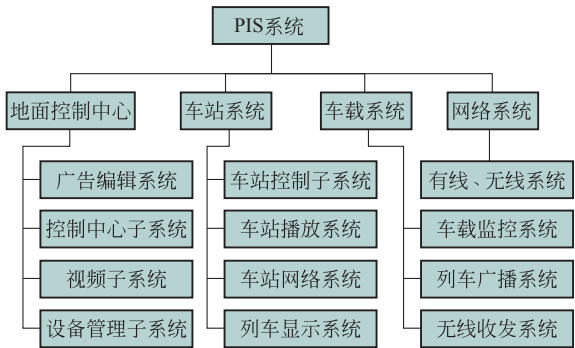 PIS系统
地面控制中心
车站系统
车载系统
网络系统
广告编辑系统
车站控制子系统
有线、无线系统
控制中心子系统
车站播放系统
车载监控系统
视频子系统
车站网络系统
列车广播系统
设备管理子系统
列车显示系统
无线收发系统